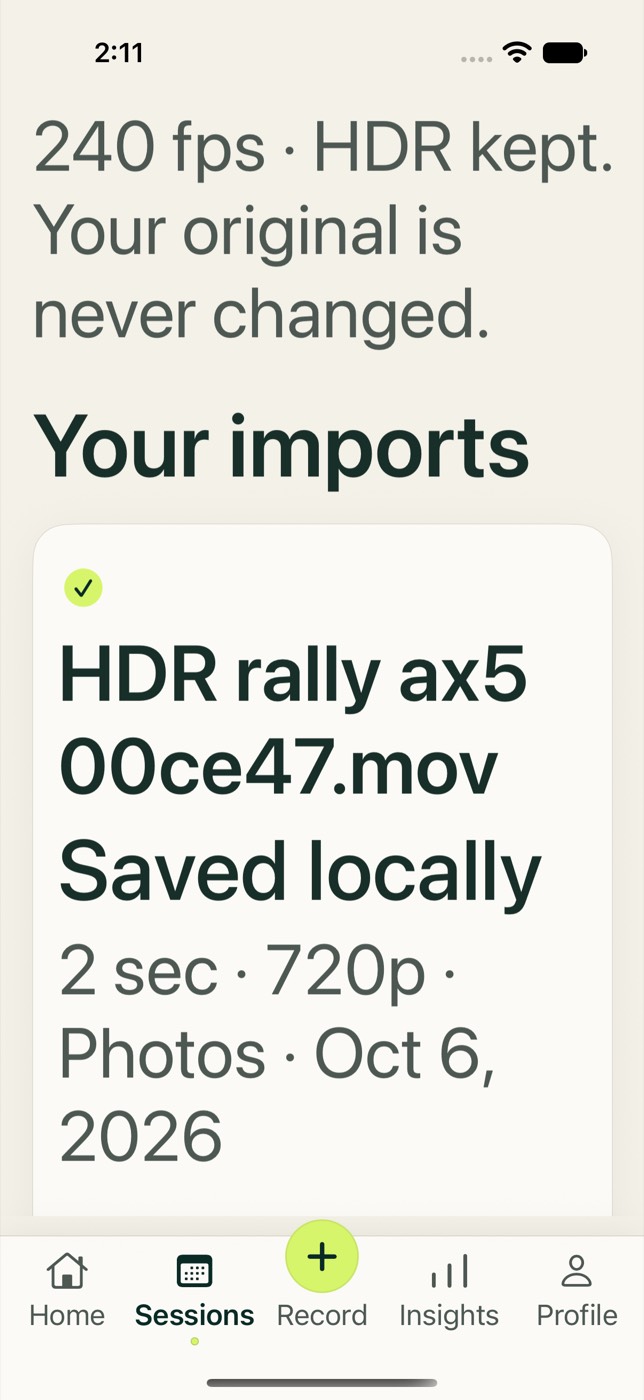 2:11
240 fps · HDR kept.
Your original is
never changed.
Your imports
HDR rally ax5
00ce47.mov
Saved locally
2 sec · 720p ·
Photos · Oct 6,
2026
Home
Sessions
Record
Insights
Profile